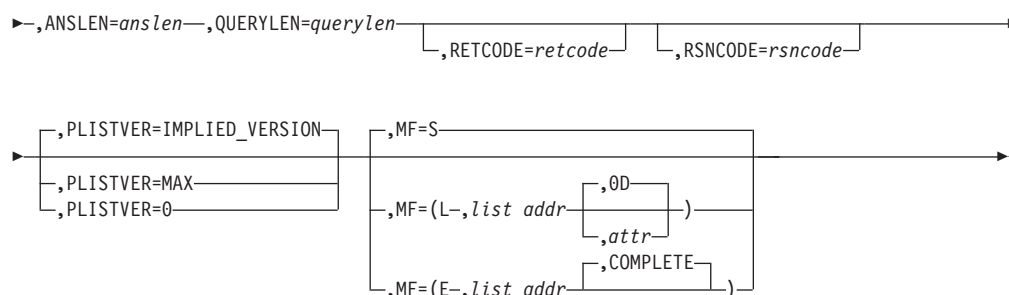 ,ANSLEN=anslen ,QUERYLEN=querylen
,RETCODE=retcode ,RSNCODE=rsncode
,PLISTVER=IMPLIED_VERSION ,MF=S
,PLISTVER=MAX ,0D
,PLISTVER=0 ,MF=(L ,list addr )
,attr
,COMPLETE
,MF=(E ,list addr )